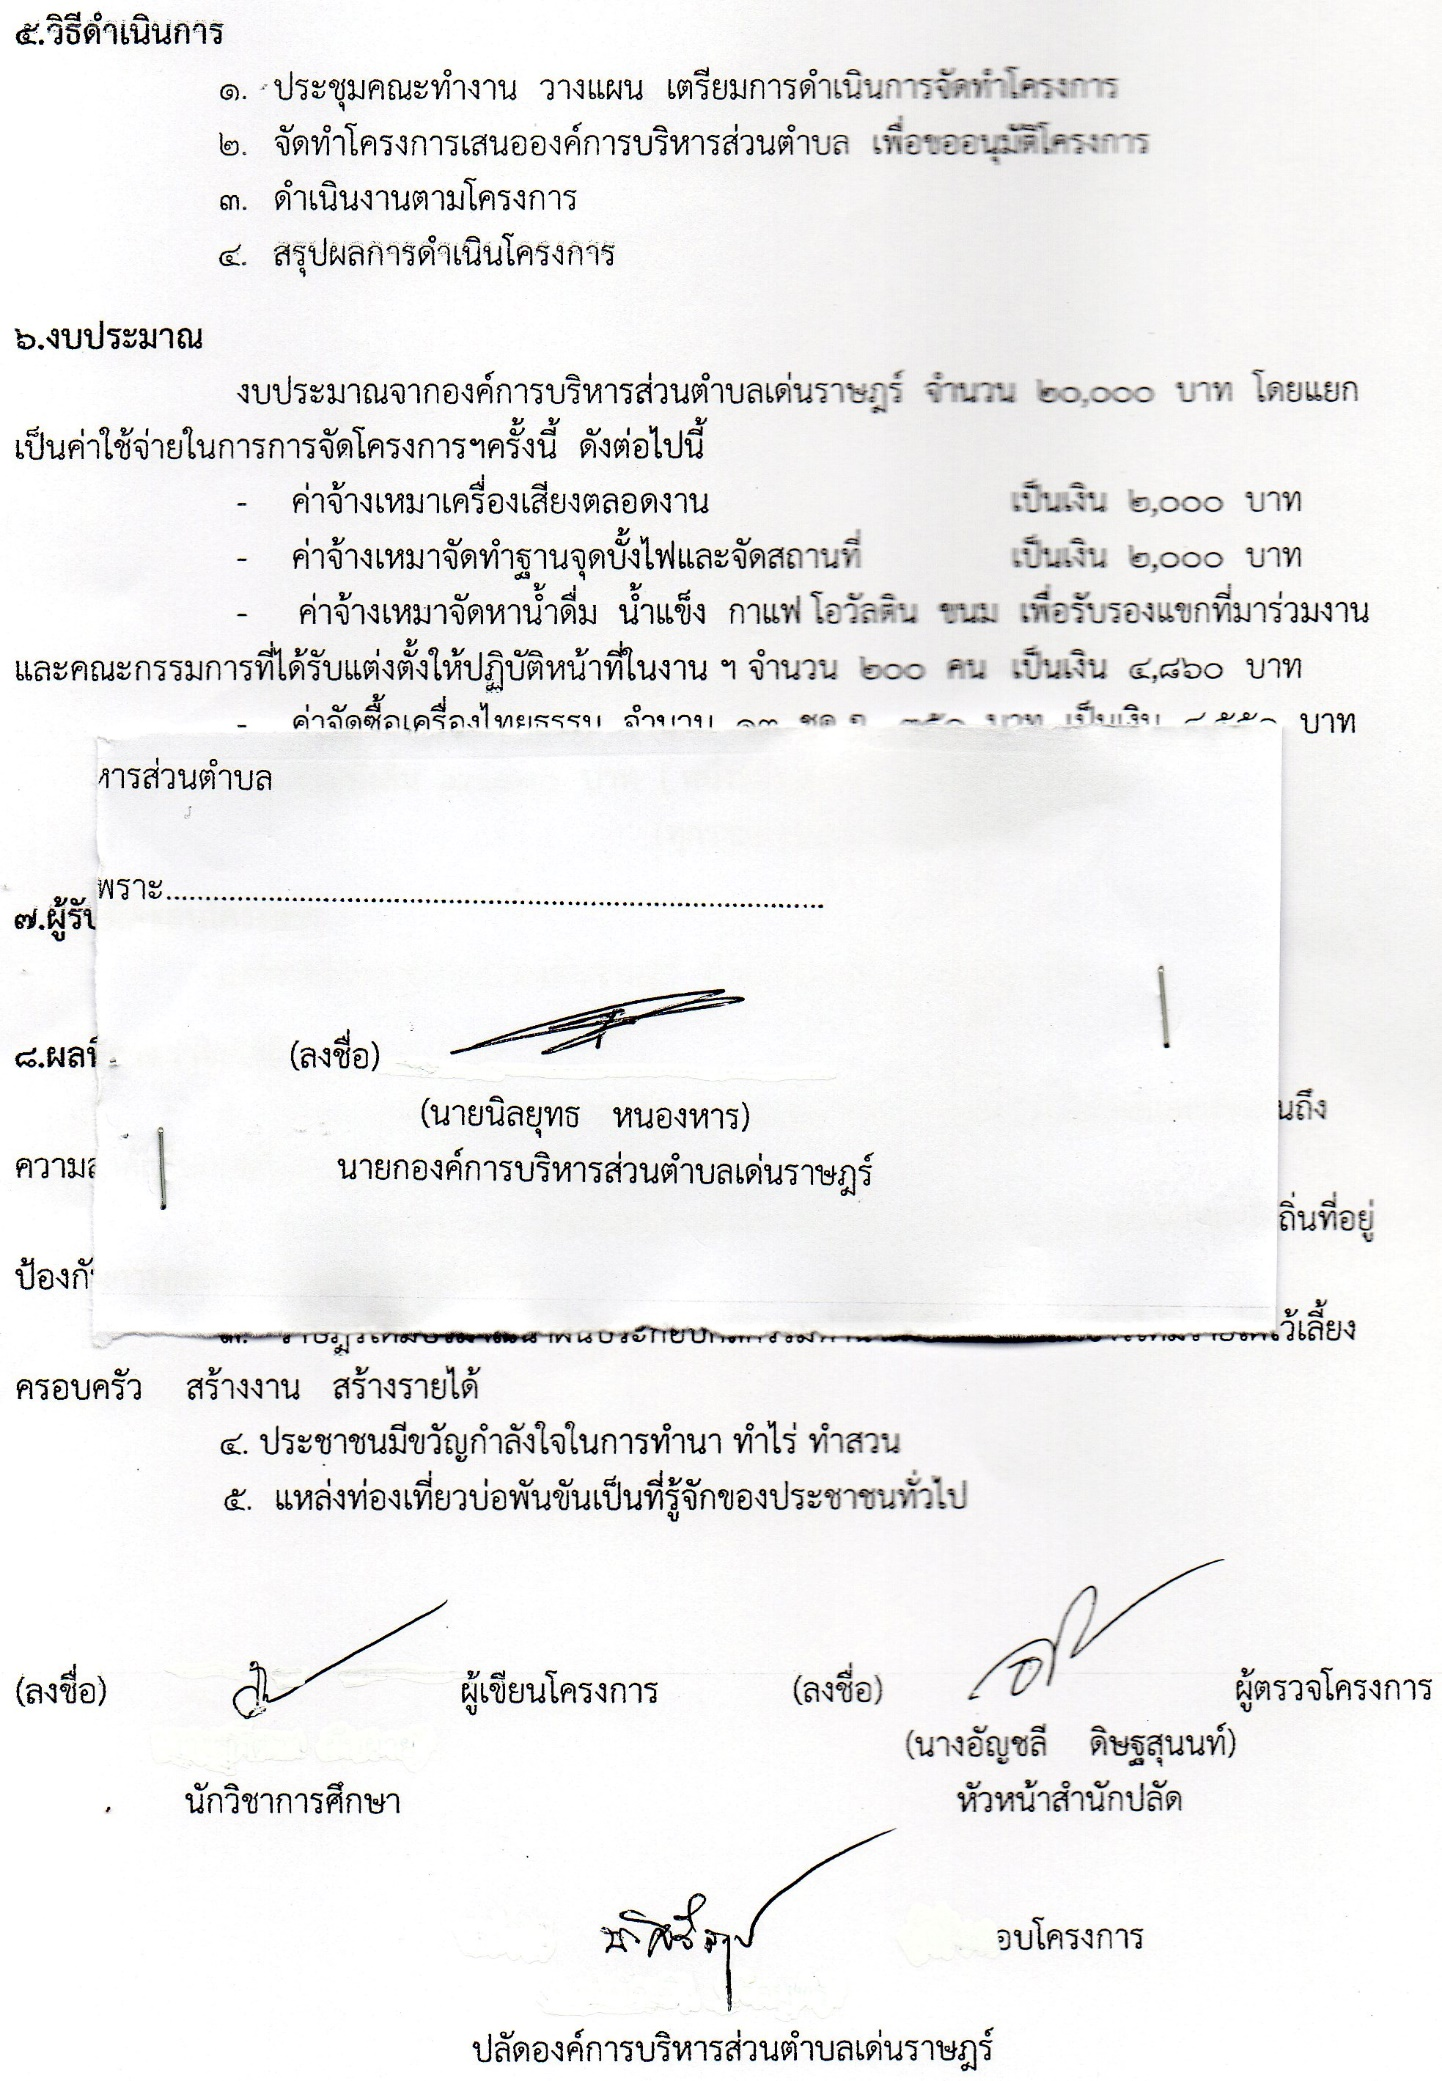 ๕.วิธีดำเนินการ
๑. ประชุมคณะทำงาน วางแผน เตรียมการดำเนินการจัดทำโครงการ
๒. จัดทำโครงการเสนอองค์การบริหารส่วนตำบล เพื่อขออนุมัติโครงการ
๓. ดำเนินงานตามโครงการ
๔. สรุปผลการดำเนินโครงการ
๖.งบประมาณ
งบประมาณจากองค์การบริหารส่วนตำบลเด่นราษฎร์ จำนวน ๒๐,๐๐๐ บาท โดยแยก
เป็นค่าใช้จ่ายในการการจัดโครงการฯครั้งนี้ ดังต่อไปนี้
- ค่าจ้างเหมาเครื่องเสียงตลอดงาน เป็นเงิน ๒,๐๐๐ บาท
- ค่าจ้างเหมาจัดทำฐานจุดบั้งไฟและจัดสถานที่ เป็นเงิน ๒,๐๐๐ บาท
- ค่าจ้างเหมาจัดหาน้ำดื่ม น้ำแข็ง กาแฟ โอวัลติน ขนม เพื่อรับรองแขกที่มาร่วมงาน
และคณะกรรมการที่ได้รับแต่งตั้งให้ปฏิบัติหน้าที่ในงาน ฯ จำนวน ๒๐๐ คน เป็นเงิน ๔,๘๖๐ บาท
- ค่าจัดซื้อเครื่องไทยธรรม จำนวน บาท เป็นเงิน บาท
หารส่วนตำบล
พราะ....................
๗.ผู้รับ
๘.ผลที่
(ลงชื่อ)
(นายนิลยุทธ หนองหาร)
นถึง
ความส
นายกองค์การบริหารส่วนตำบลเด่นราษฎร์
ถิ่นที่อยู่
ป้องกั
ว้เลี้ยง
ครอบครัว สร้างงาน สร้างรายได้
๔. ประชาชนมีขวัญกำลังใจในการทำนา ทำไร่ ทำสวน
๕. แหล่งท่องเที่ยวบ่อพันขันเป็นที่รู้จักของประชาชนทั่วไป
(ลงชื่อ) ผู้เขียนโครงการ (ลงชื่อ) ผู้ตรวจโครงการ
(นางอัญชลี ดิษฐสุนนท์)
นักวิชาการศึกษา หัวหน้าสำนักปลัด
อบโครงการ
ปลัดองค์การบริหารส่วนตำบลเด่นราษฎร์